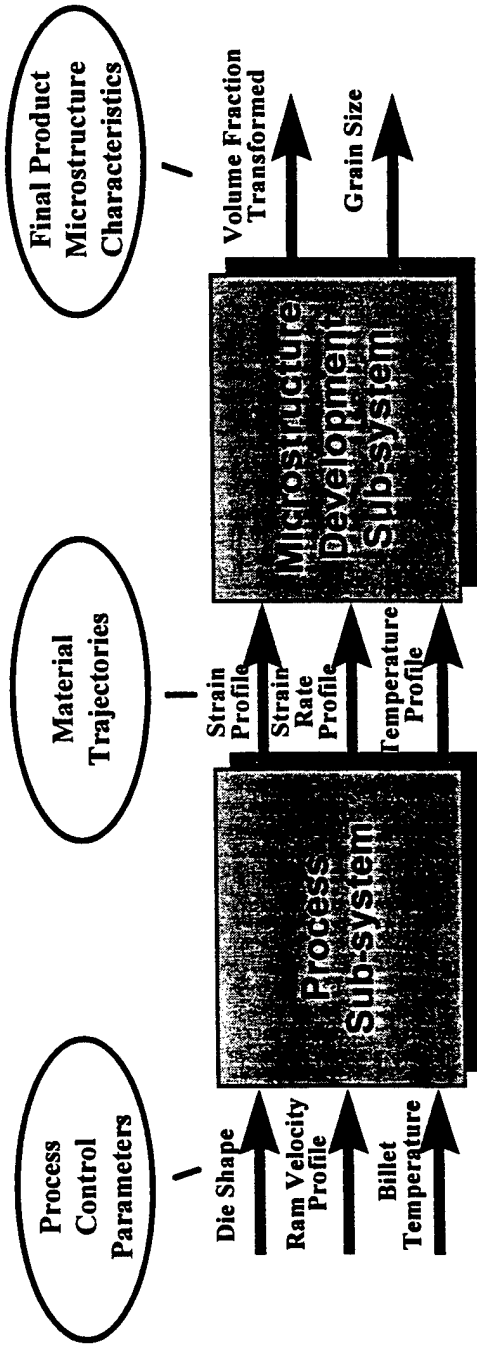 Process
Control
Parameters
Material
Trajectories
Final Product
Microstructure
Characteristics
Die Shape
Ram Velocity
Profile
Billet
Temperature
Process
Sub-system
Strain
Profile
Strain
Rate
Profile
Temperature
Profile
Microstructure
Development
Sub-system
Volume Fraction
Transformed
Grain Size